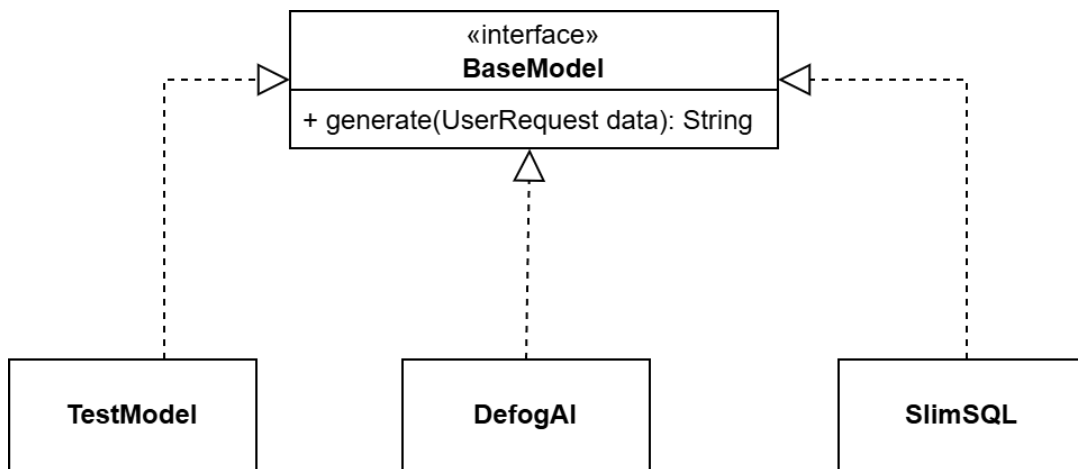 «interface»
BaseModel
+ generate(UserRequest data): String
TestModel
DefogAI
SlimSQL